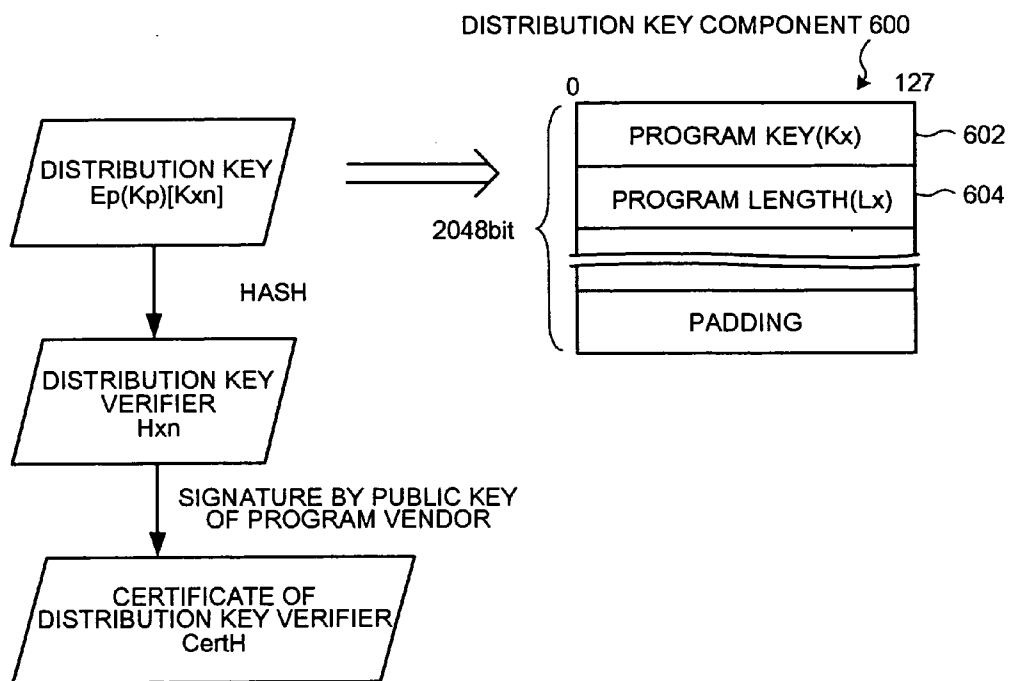 DISTRIBUTION KEY COMPONENT 600
0
127
DISTRIBUTION KEY
Ep(Kp)[Kxn]
PROGRAM KEY(Kx)
602
PROGRAM LENGTH(Lx)
604
2048bit
PADDING
HASH
DISTRIBUTION KEY
VERIFIER
Hxn
SIGNATURE BY PUBLIC KEY
OF PROGRAM VENDOR
CERTIFICATE OF
DISTRIBUTION KEY VERIFIER
CertH